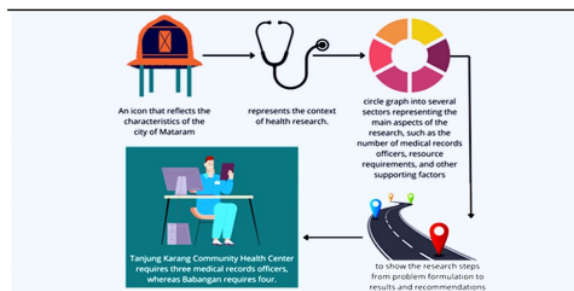 An icon that reflects the
characteristics of the
city of Mataram
represents the context
of health research.
circle graph into several
sectors representing the
main aspects of the
research, such as the
number of medical records
officers, resource
requirements, and other
supporting factors
to show the research steps
from problem formulation to
results and recommendations
Tanjung Karang Community Health Center
requires three medical records officers,
whereas Babangan requires four.